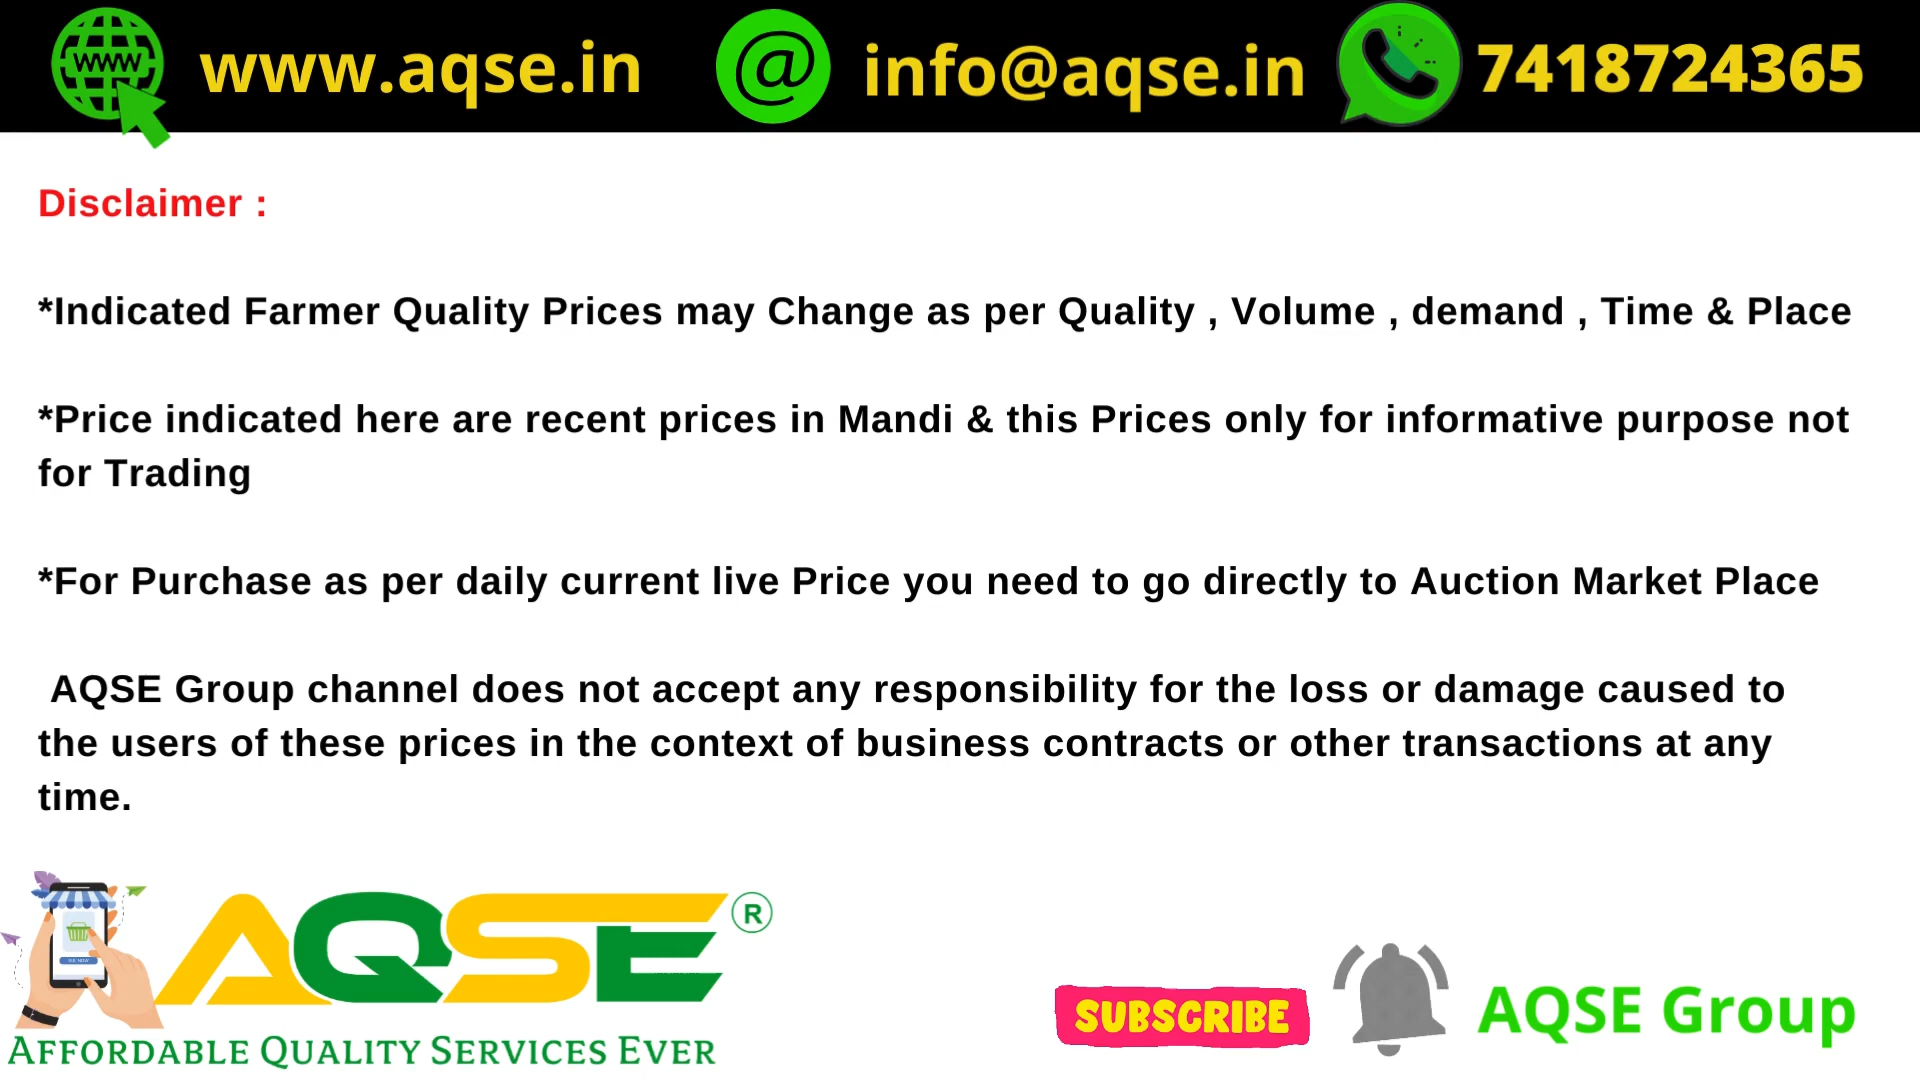 www
www.aqse.in
@
info@aqse.in
7418724365
Disclaimer :
*Indicated Farmer Quality Prices may Change as per Quality , Volume , demand , Time & Place
*Price indicated here are recent prices in Mandi & this Prices only for informative purpose not
for Trading
*For Purchase as per daily current live Price you need to go directly to Auction Market Place
AQSE Group channel does not accept any responsibility for the loss or damage caused to
the users of these prices in the context of business contracts or other transactions at any
time.
AQSE ®
AFFORDABLE QUALITY SERVICES EVER
SUBSCRIBE
AQSE Group